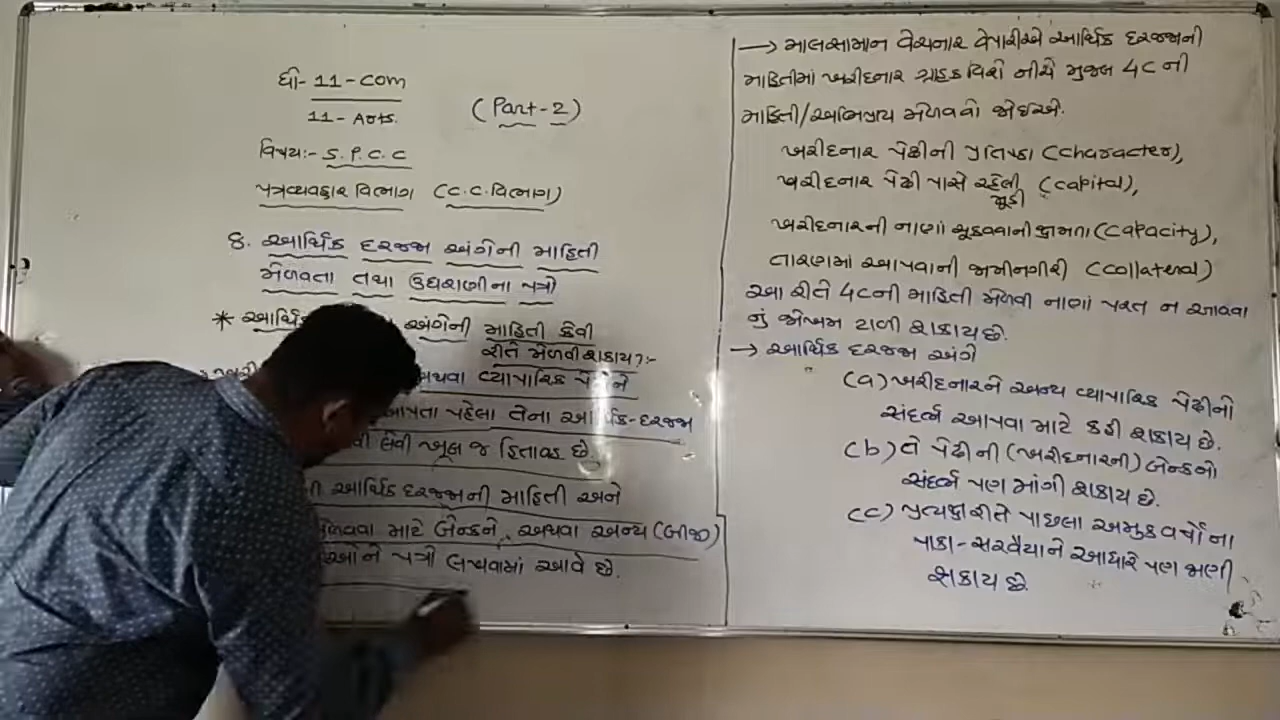 ધો- 11-com
11- Arts.
(Part-2)
વિષય:- S.P.C.C
પત્રવ્યવહાર વિભાગ (C.C.વિભાગ)
8. આર્થિક દરજ્જા અંગેની માહિતી
મેળવતા તથા ઉઘરાણીના પત્રો
* આર્થિક અંગેની માહિતી કેવી
રીતે મેળવી શકાય?:-
અથવા વ્યાપારિક પેઢીને
આપતા પહેલા તેના આર્થિક-દરજ્જા
લેવી ખૂબ જ હિતાવહ છે.
આર્થિક દરજ્જાની માહિતી અને
મેળવવા માટે બેન્કને, અથવા અન્ય (બીજી)
પત્રો લખવામાં આવે છે.
→ માલસામાન વેચનાર વેપારીએ આર્થિક દરજ્જાની
માહિતીમાં ખરીદનાર ગ્રાહક વિશે નીચે મુજબ 4C ની
માહિતી/અભિપ્રાય મેળવવો જોઇએ.
ખરીદનાર પેઢીની પ્રતિષ્ઠા (character),
ખરીદનાર પેઢી પાસે રહેલી મૂડી (capital),
ખરીદનારની નાણાં ચૂકવવાની ક્ષમતા (capacity),
તારણમાં આપવાની જામીનગીરી (collateral)
આ રીતે 4Cની માહિતી મેળવી નાણાં પરત ન આવવા
નું જોખમ ટાળી શકાય છે.
→ આર્થિક દરજ્જા અંગે
(a) ખરીદનારને અન્ય વ્યાપારિક પેઢીનો
સંદર્ભ આપવા માટે કહી શકાય છે.
(b) તે પેઢીની (ખરીદનારની) બેન્કનો
સંદર્ભ પણ માંગી શકાય છે.
(c) પ્રત્યક્ષ રીતે પાછલા અમુક વર્ષોના
પાકા-સરવૈયાને આધારે પણ જાણી
શકાય છે.